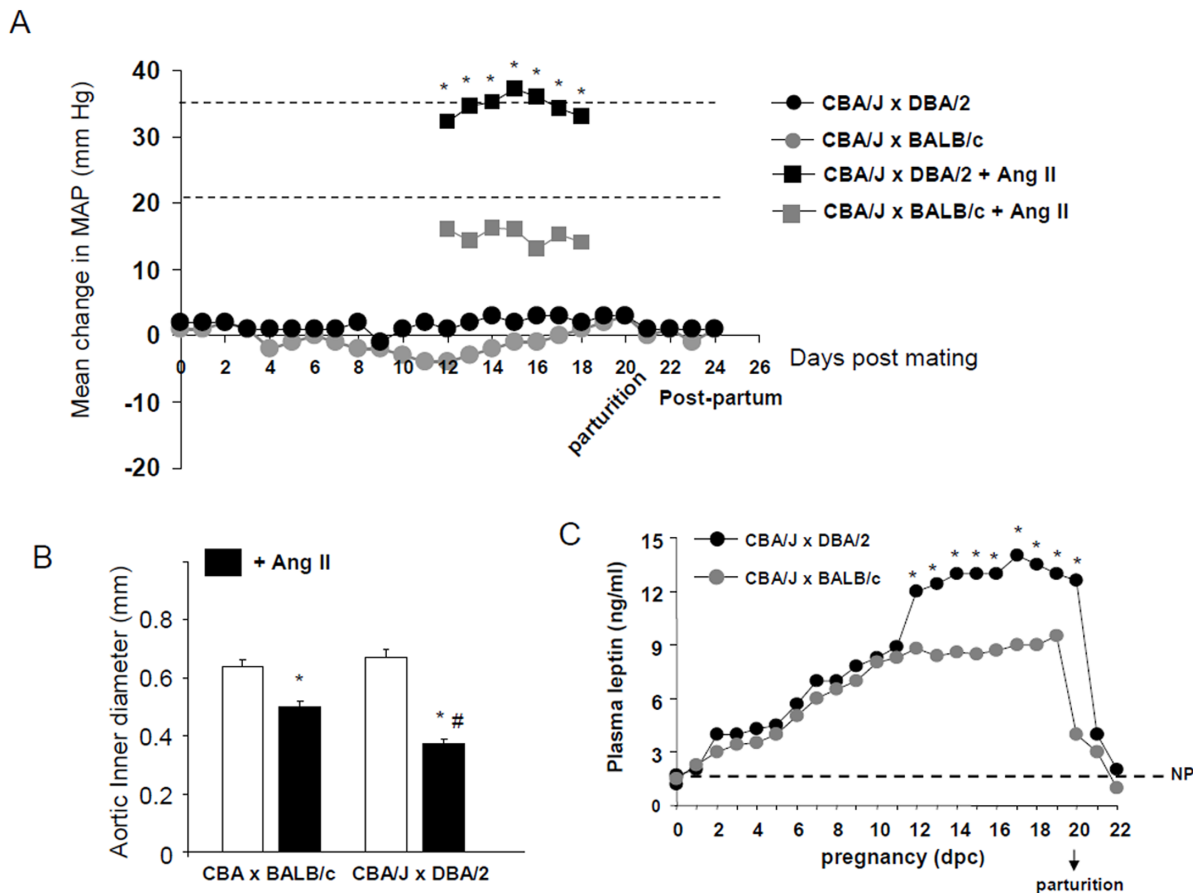 A
Mean change in MAP (mm Hg)
40
30
20
10
0
-10
-20
* * * * * * *
0 2 4 6 8 10 12 14 16 18 20 22 24 26
Days post mating
parturition
Post-partum
CBA/J x DBA/2
CBA/J x BALB/c
CBA/J x DBA/2 + Ang II
CBA/J x BALB/c + Ang II
B
+ Ang II
Aortic Inner diameter (mm)
0.8
0.6
0.4
0.2
0
*
* #
CBA x BALB/c CBA/J x DBA/2
C
CBA/J x DBA/2
CBA/J x BALB/c
Plasma leptin (ng/ml)
15
12
9
6
3
0
* * * * * * * * *
NP
0 2 4 6 8 10 12 14 16 18 20 22
pregnancy (dpc)
parturition